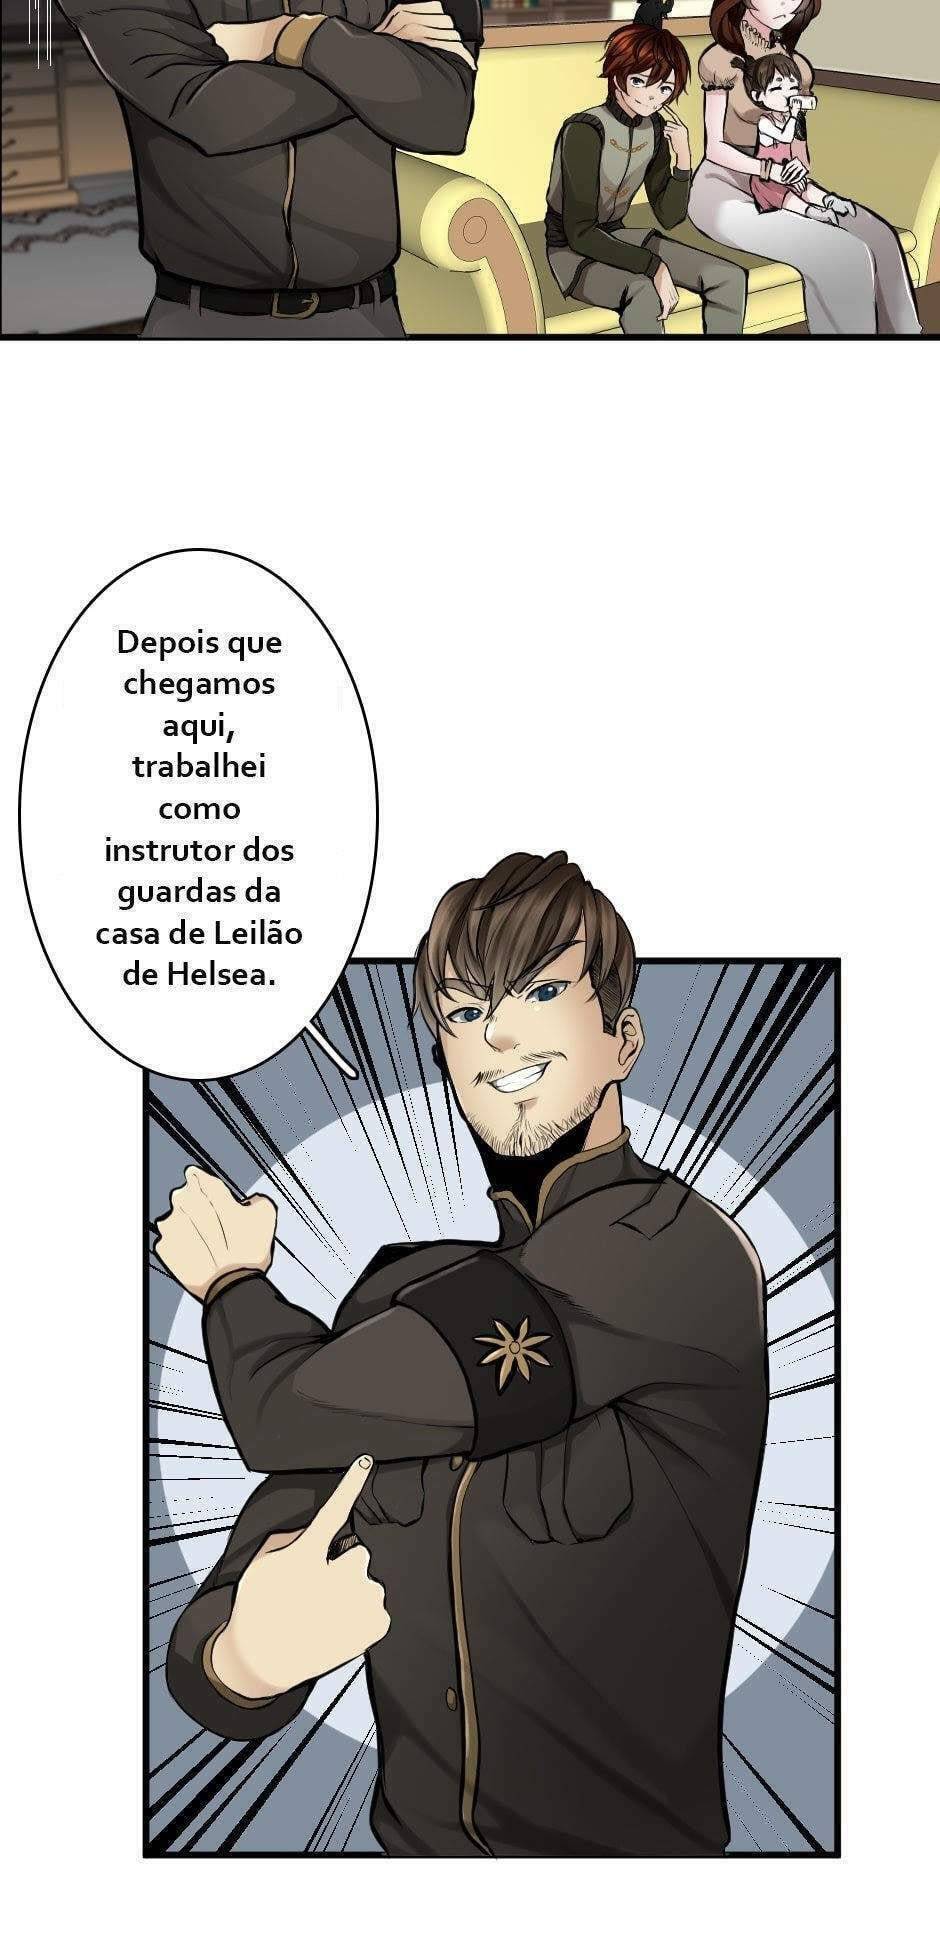 Depois que
chegamos
aqui,
trabalhei
como
instrutor dos
guardas da
casa de Leilão
de Helsea.